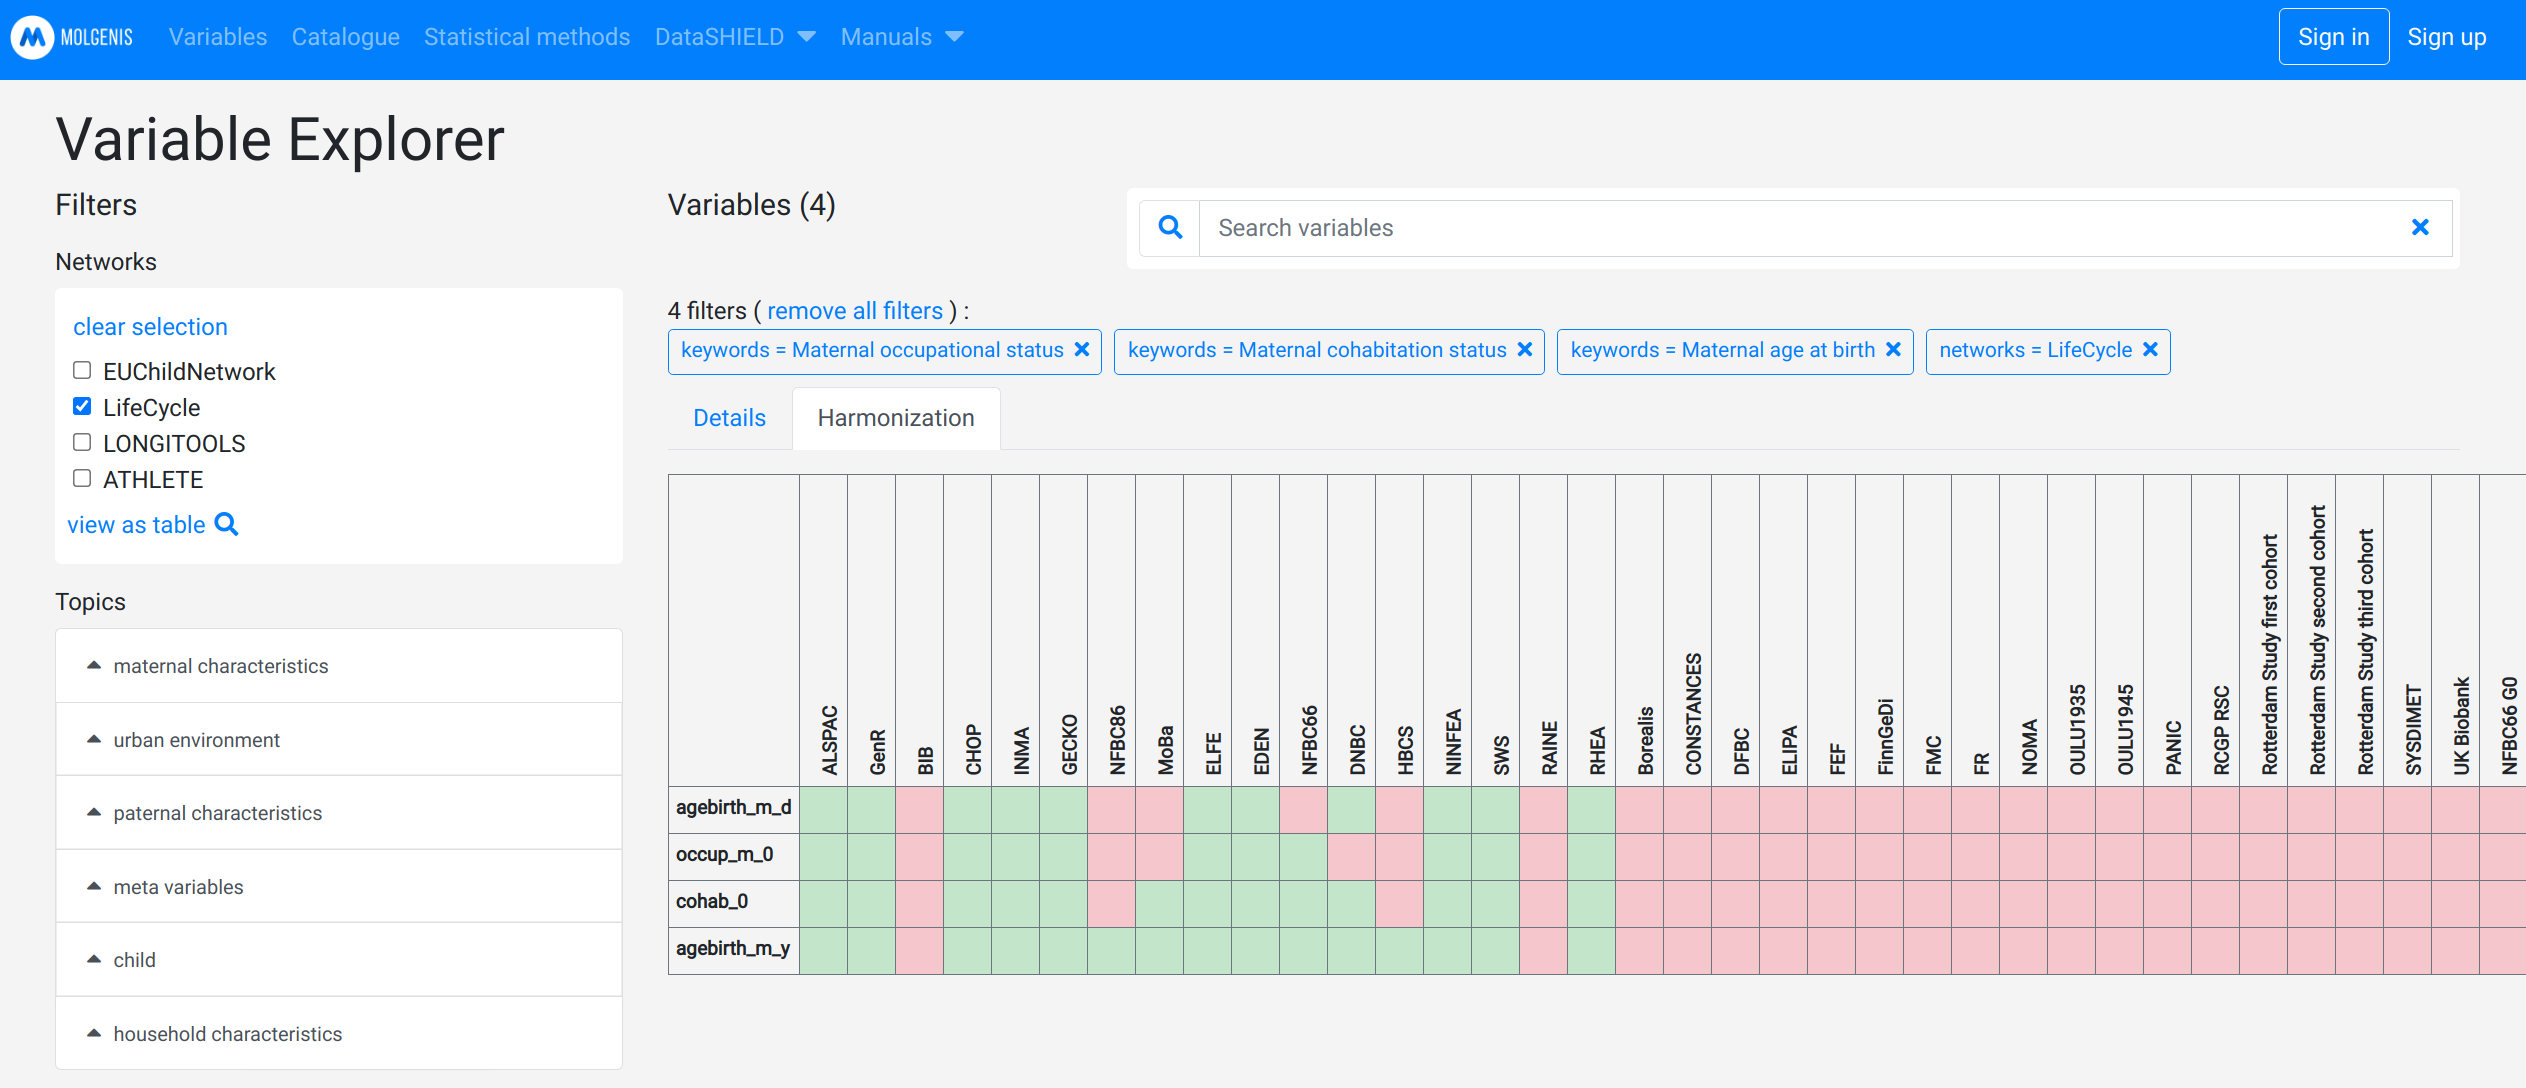 MOLGENIS Variables Catalogue Statistical methods DataSHIELD Manuals Sign in Sign up
Variable Explorer
Filters
Networks
clear selection
EUChildNetwork
LifeCycle
LONGITOOLS
ATHLETE
view as table
Topics
maternal characteristics
urban environment
paternal characteristics
meta variables
child
household characteristics
Variables (4)
Search variables
4 filters ( remove all filters ) :
keywords = Maternal occupational status
keywords = Maternal cohabitation status
keywords = Maternal age at birth
networks = LifeCycle
Details
Harmonization
ALSPAC
GenR
BIB
CHOP
INMA
GECKO
NFBC86
MoBa
ELFE
EDEN
NFBC66
DNBC
HBCS
NINFEA
SWS
RAINE
RHEA
Borealis
CONSTANCES
DFBC
ELIPA
FEF
FinnGeDi
FMC
FR
NOMA
OULU1935
OULU1945
PANIC
RCGP RSC
Rotterdam Study first cohort
Rotterdam Study second cohort
Rotterdam Study third cohort
SYSDIMET
UK Biobank
NFBC66 G0
agebirth_m_d
occup_m_0
cohab_0
agebirth_m_y